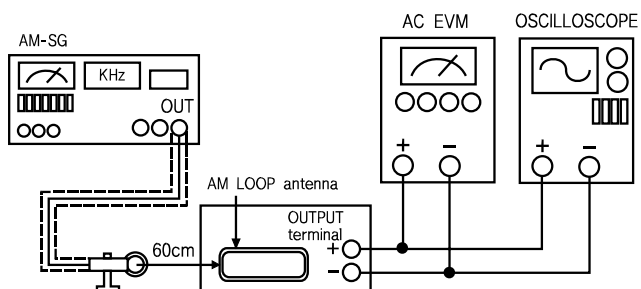 AC EVM
OSCILLOSCOPE
AM-SG
KHz
OUT
+ −
+ −
AM LOOP antenna
OUTPUT
terminal
60cm
+
−